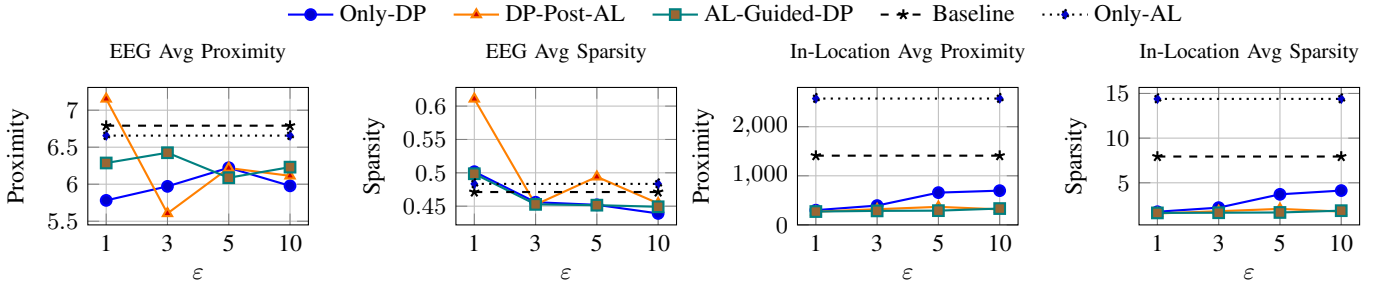 Only-DP DP-Post-AL AL-Guided-DP Baseline Only-AL
EEG Avg Proximity
7
6.5
6
5.5
Proximity
1 3 5 10
ε
EEG Avg Sparsity
0.6
0.55
0.5
0.45
Sparsity
1 3 5 10
ε
In-Location Avg Proximity
2,000
1,000
0
Proximity
1 3 5 10
ε
In-Location Avg Sparsity
15
10
5
Sparsity
1 3 5 10
ε